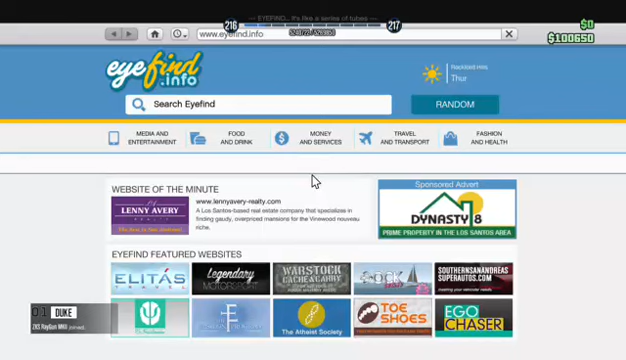 EYEFIND... It's like a series of tubes
216
217
www.eyefind.info
$0
$100650
eyefind
.info
Thur
Search Eyefind
RANDOM
MEDIA AND
ENTERTAINMENT
FOOD
AND DRINK
MONEY
AND SERVICES
TRAVEL
AND TRANSPORT
FASHION
AND HEALTH
WEBSITE OF THE MINUTE
LENNY AVERY
REALTY
www.lennyavery-realty.com
A Los Santos-based real estate company that specializes in
finding gaudy, overpriced mansions for the Vinewood nouveau
riche.
Sponsored Advert
DYNASTY 8
PRIME PROPERTY IN THE LOS SANTOS AREA
EYEFIND FEATURED WEBSITES
ELITÁS
TRAVEL
Legendary
MOTORSPORT
WARSTOCK
CACHE & CARRY
DOCK
SOUTHERNSANANDREAS
SUPERAUTOS.COM
The Atheist Society
TOE
SHOES
EGO
CHASER
01 DUKE
joined.